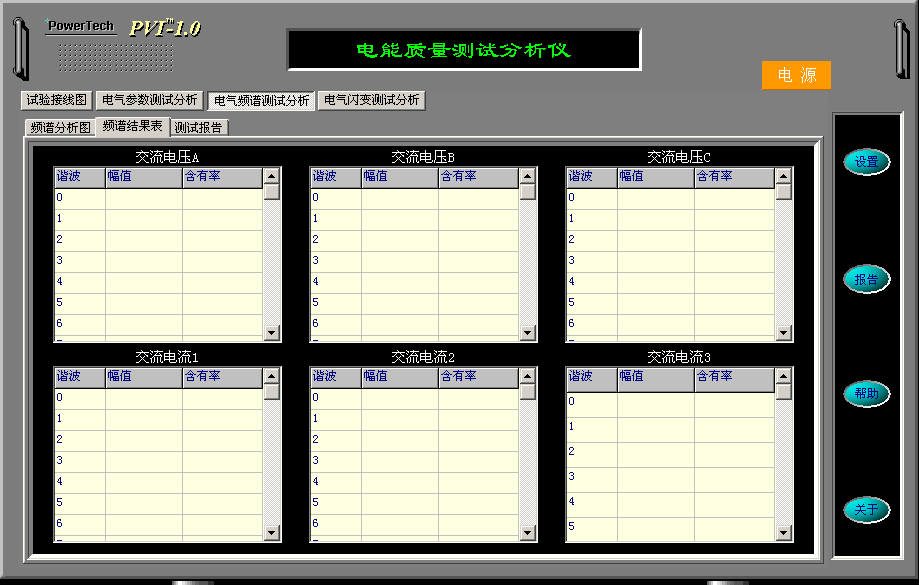 PowerTech PVI™-1.0
电能质量测试分析仪
电 源
试验接线图 电气参数测试分析 电气频谱测试分析 电气闪变测试分析
频谱分析图 频谱结果表 测试报告
交流电压A
谐波 幅值 含有率
0
1
2
3
4
5
6
交流电压B
谐波 幅值 含有率
0
1
2
3
4
5
6
交流电压C
谐波 幅值 含有率
0
1
2
3
4
5
6
交流电流1
谐波 幅值 含有率
0
1
2
3
4
5
6
交流电流2
谐波 幅值 含有率
0
1
2
3
4
5
6
交流电流3
谐波 幅值 含有率
0
1
2
3
4
5
设置
报告
帮助
关于